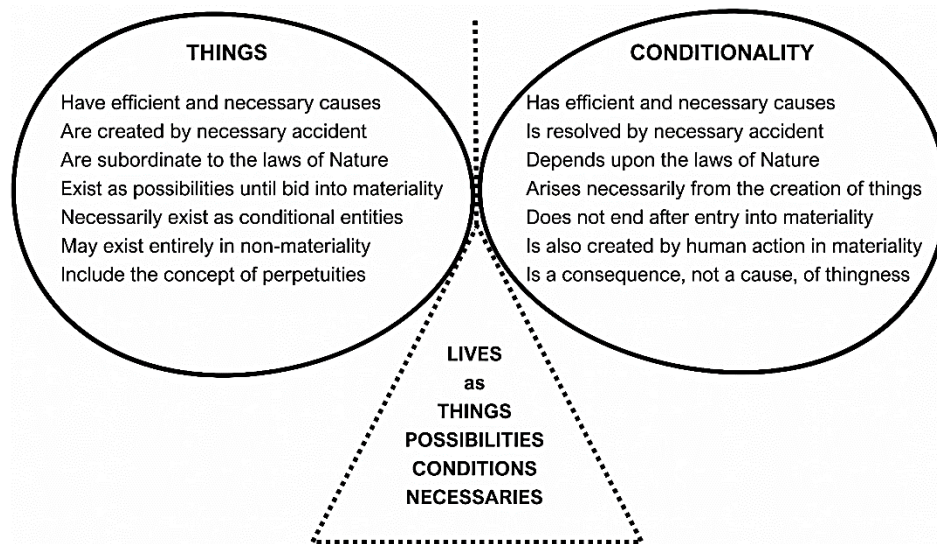 THINGS
Have efficient and necessary causes
Are created by necessary accident
Are subordinate to the laws of Nature
Exist as possibilities until bid into materiality
Necessarily exist as conditional entities
May exist entirely in non-materiality
Include the concept of perpetuities
CONDITIONALITY
Has efficient and necessary causes
Is resolved by necessary accident
Depends upon the laws of Nature
Arises necessarily from the creation of things
Does not end after entry into materiality
Is also created by human action in materiality
Is a consequence, not a cause, of thingness
LIVES
as
THINGS
POSSIBILITIES
CONDITIONS
NECESSARIES